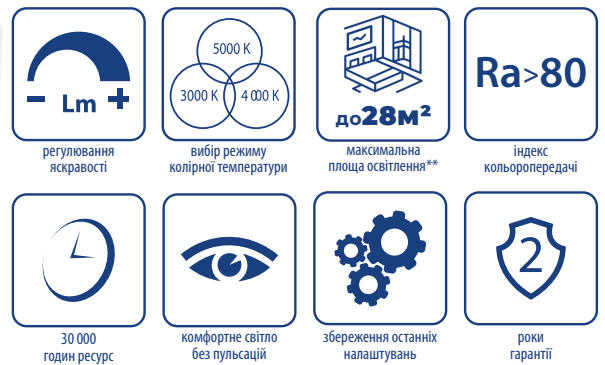 − Lm +
регулювання
яскравості
5000 K
3000 K
4 000 K
вибір режиму
колірної температури
до28м²
максимальна
площа освітлення**
Ra>80
індекс
кольоропередачі
30 000
годин ресурс
комфортне світло
без пульсацій
збереження останніх
налаштувань
2
роки
гарантії